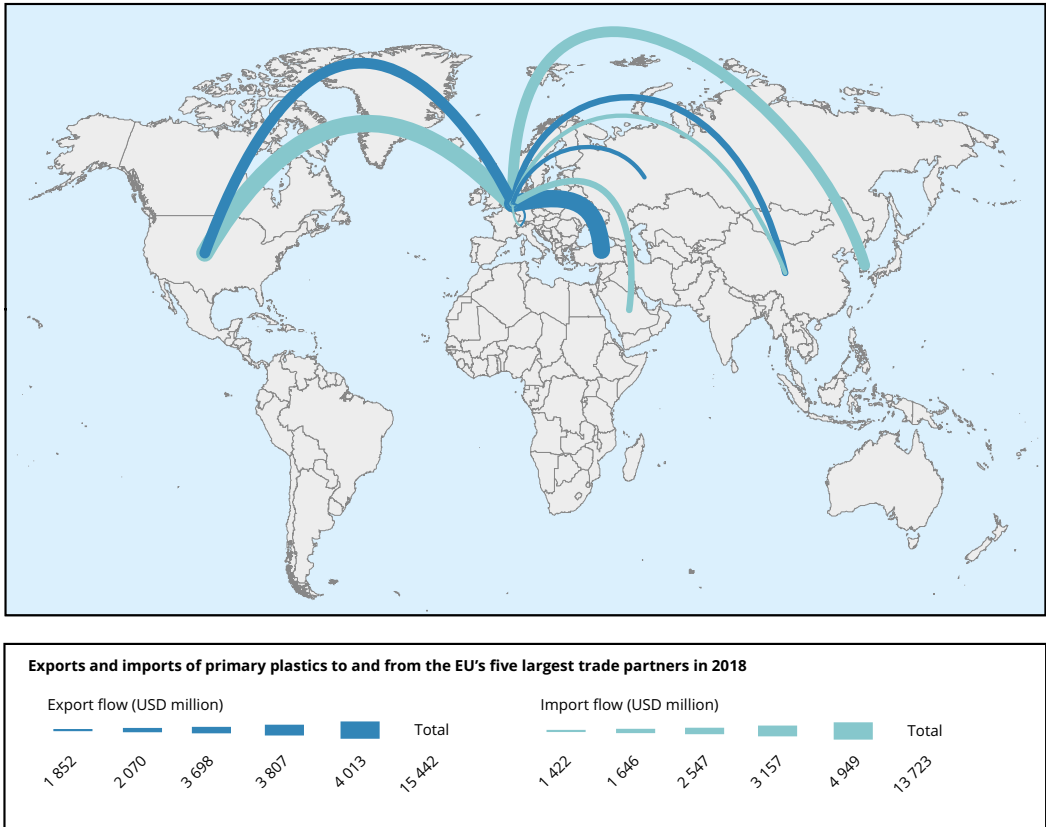 Exports and imports of primary plastics to and from the EU's five largest trade partners in 2018
Export flow (USD million)
Total
1 852
2 070
3 698
3 807
4 013
15 442
Import flow (USD million)
Total
1 422
1 646
2 547
3 157
4 949
13 723